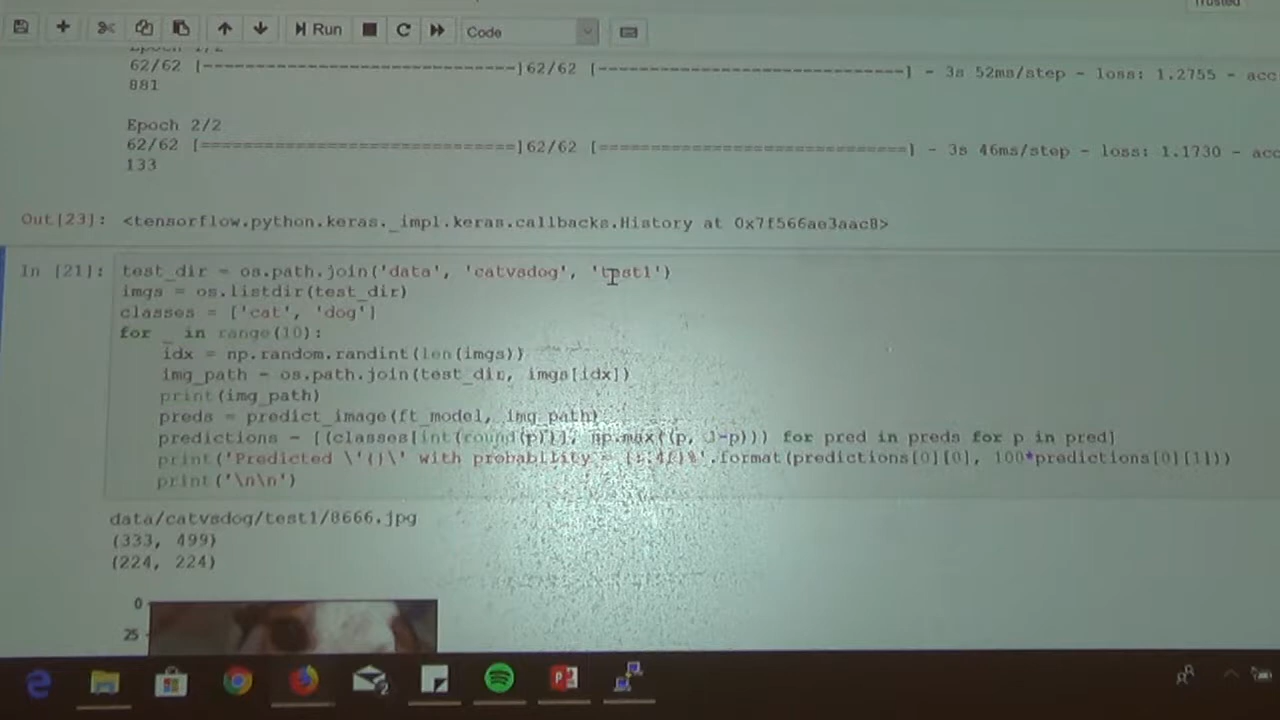 Trusted
Run
Code
62/62 [------------------------------]62/62 [------------------------------] - 3s 52ms/step - loss: 1.2755 - acc
881
Epoch 2/2
62/62 [==============================]62/62 [==============================] - 3s 46ms/step - loss: 1.1730 - acc
133
Out[23]: <tensorflow.python.keras._impl.keras.callbacks.History at 0x7f566ae3aac8>
In [21]: test_dir = os.path.join('data', 'catvsdog', 'test1')
imgs = os.listdir(test_dir)
classes = ['cat', 'dog']
for _ in range(10):
idx = np.random.randint(len(imgs))
img_path = os.path.join(test_dir, imgs[idx])
print(img_path)
preds = predict_image(ft_model, img_path)
predictions = [(classes[int(round(p))], np.max((p, 1-p))) for pred in preds for p in pred]
print('Predicted \'{}\' with probability = {:.4f}%'.format(predictions[0][0], 100*predictions[0][1]))
print('\n\n')
data/catvsdog/test1/8666.jpg
(333, 499)
(224, 224)
0
25